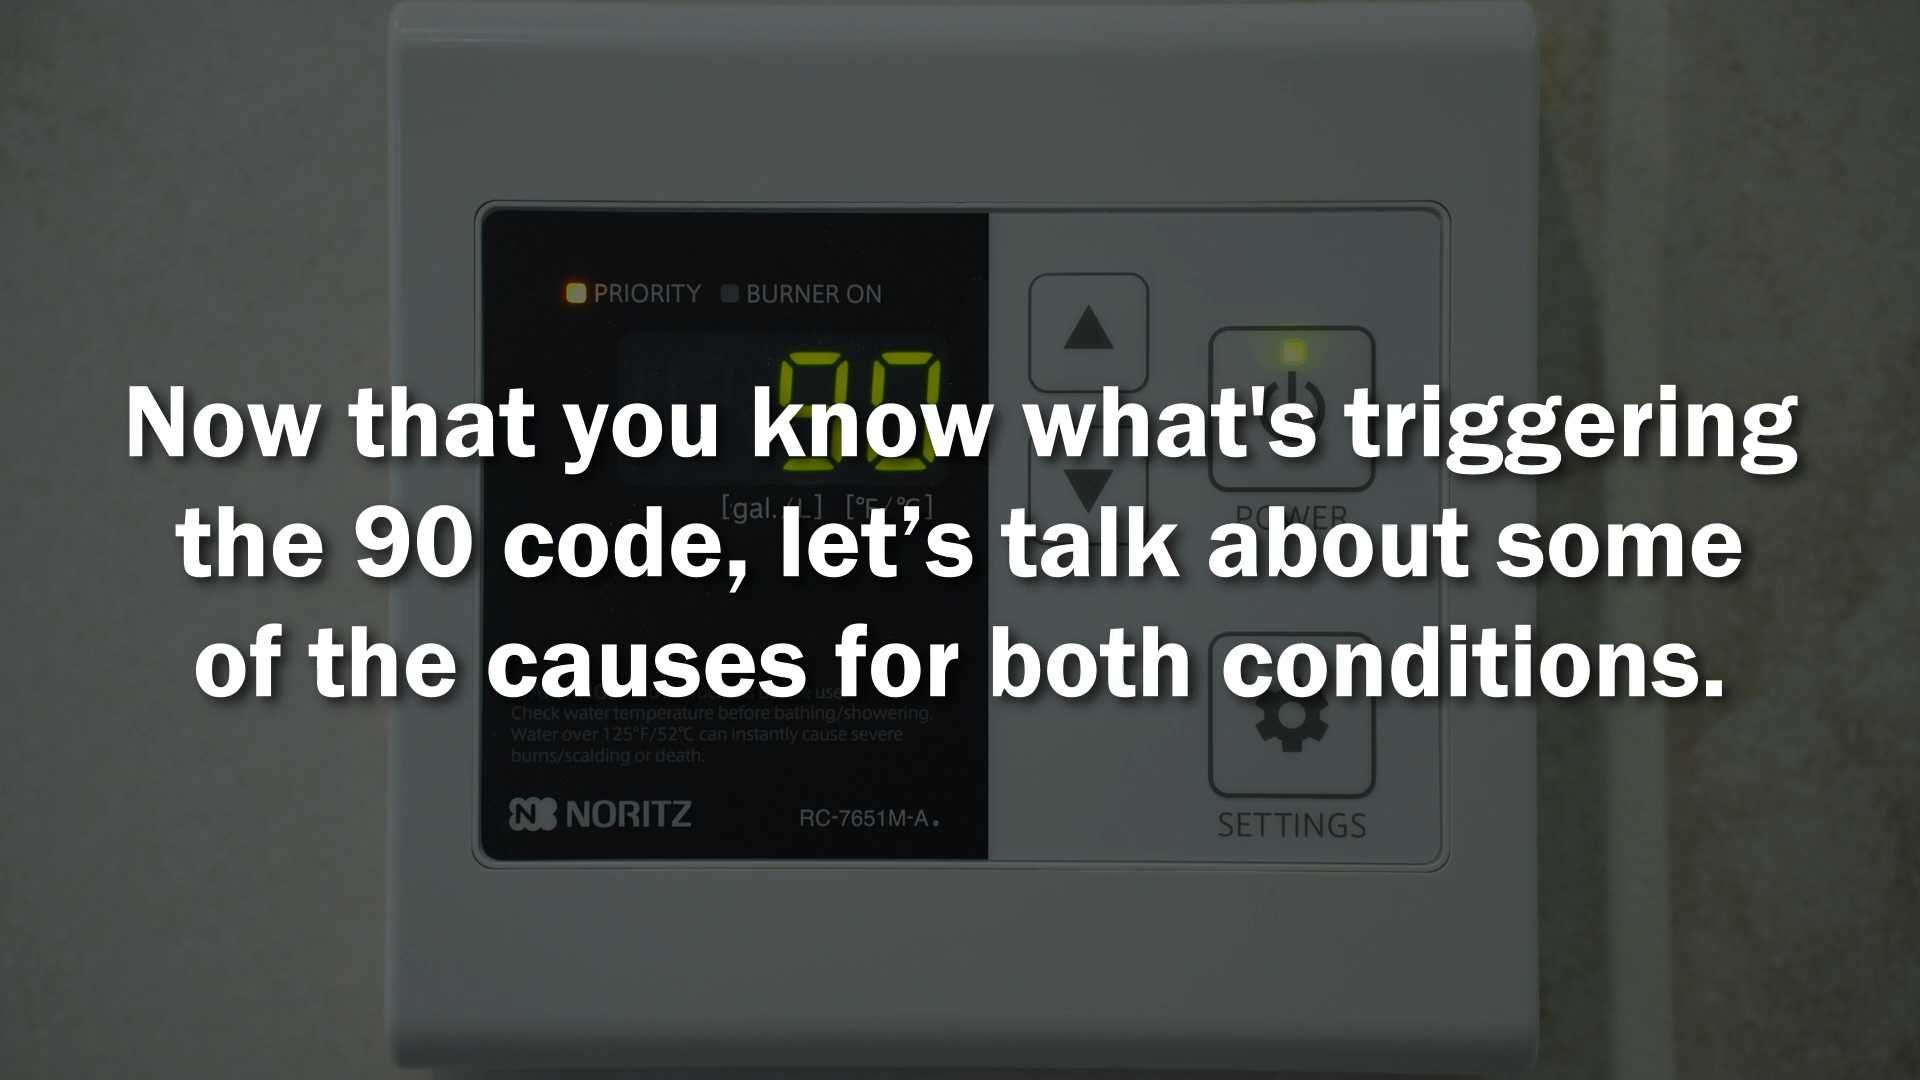 PRIORITY BURNER ON
90
Now that you know what's triggering
the 90 code, let’s talk about some
of the causes for both conditions.
[gal./L] [°F/°C]
POWER
Check water temperature before bathing/showering.
Water over 125°F/52°C can instantly cause severe
burns/scalding or death.
NORITZ
RC-7651M-A.
SETTINGS